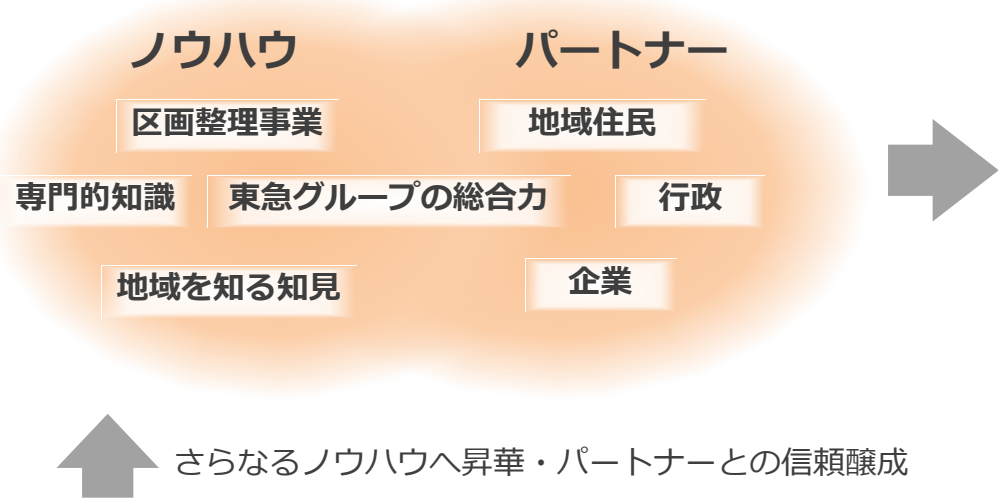 ノウハウ
パートナー
区画整理事業
地域住民
専門的知識
東急グループの総合力
行政
地域を知る知見
企業
さらなるノウハウへ昇華・パートナーとの信頼醸成